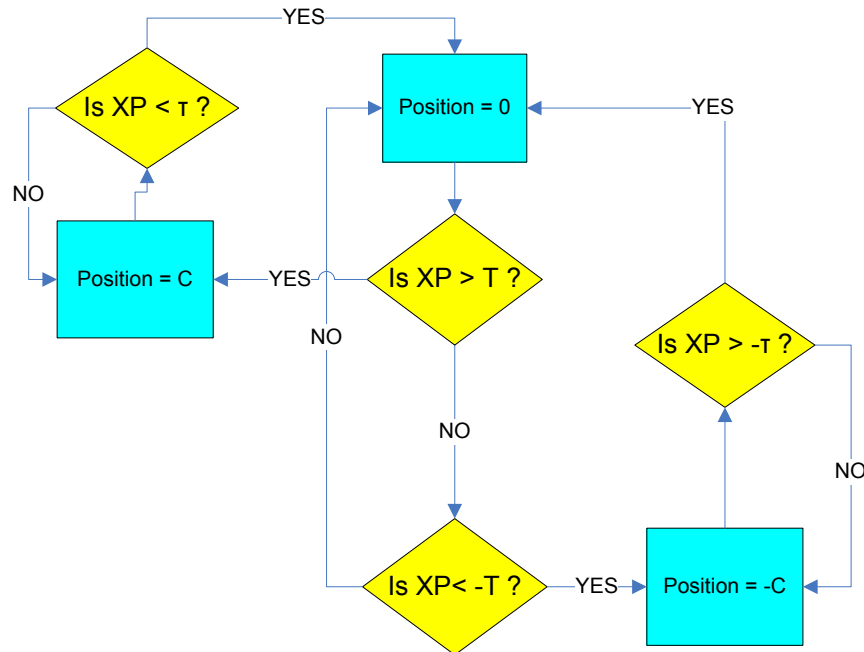 YES
Is XP < τ ?
Position = 0
YES
NO
Position = C
YES
Is XP > T ?
NO
Is XP > -τ ?
NO
NO
Is XP< -T ?
YES
Position = -C